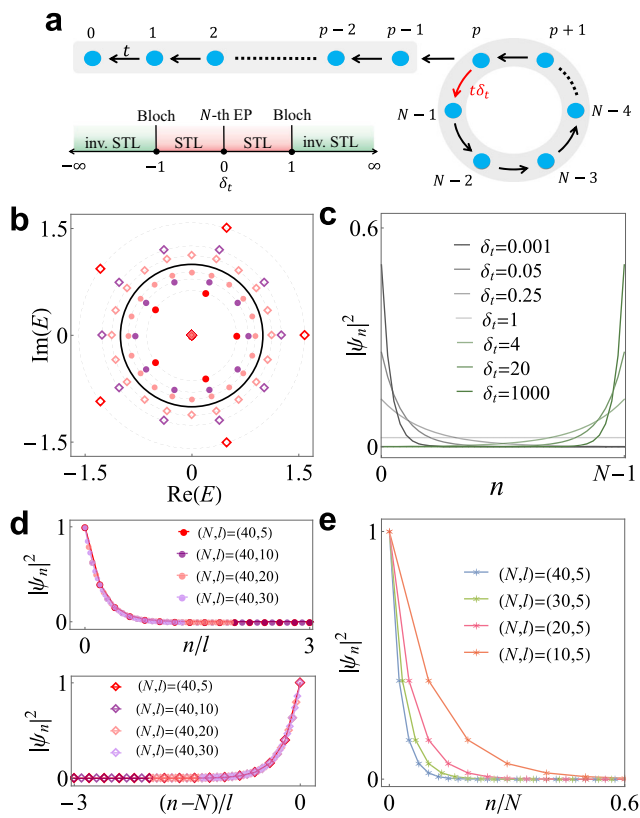 a
0 1 2 p−2 p−1 p p+1
t
tδt
N−1 N−4
N−2 N−3
Bloch N-th EP Bloch
inv. STL STL STL inv. STL
−∞ −1 0 1 ∞
δt
b
1.5
0
−1.5
Im(E)
−1.5 0 1.5
Re(E)
c
0.6
0
|ψn|²
δt=0.001
δt=0.05
δt=0.25
δt=1
δt=4
δt=20
δt=1000
n N−1
d
1
0
|ψn|²
(N,l)=(40,5)
(N,l)=(40,10)
(N,l)=(40,20)
(N,l)=(40,30)
0 n/l 3
1
0
|ψn|²
(N,l)=(40,5)
(N,l)=(40,10)
(N,l)=(40,20)
(N,l)=(40,30)
−3 (n−N)/l 0
e
1
0
|ψn|²
(N,l)=(40,5)
(N,l)=(30,5)
(N,l)=(20,5)
(N,l)=(10,5)
0 n/N 0.6